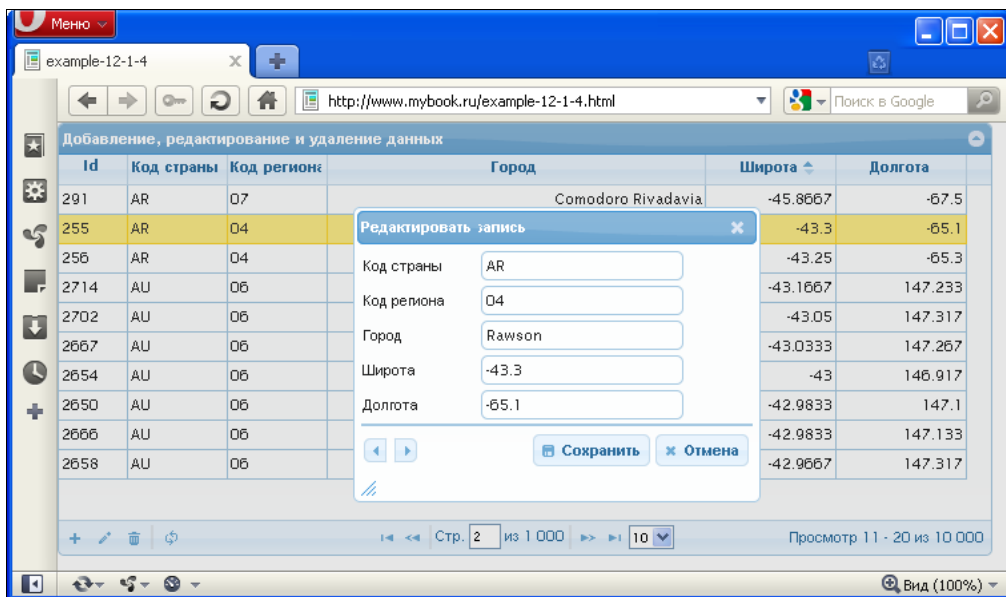 Меню
example-12-1-4
http://www.mybook.ru/example-12-1-4.html
Поиск в Google
Добавление, редактирование и удаление данных
Id Код страны Код региона Город Широта Долгота
291 AR 07 Comodoro Rivadavia -45.8667 -67.5
255 AR 04 -43.3 -65.1
256 AR 04 -43.25 -65.3
2714 AU 06 -43.1667 147.233
2702 AU 06 -43.05 147.317
2667 AU 06 -43.0333 147.267
2654 AU 06 -43 146.917
2650 AU 06 -42.9833 147.1
2666 AU 06 -42.9833 147.133
2658 AU 06 -42.9667 147.317
Редактировать запись
Код страны AR
Код региона 04
Город Rawson
Широта -43.3
Долгота -65.1
Сохранить Отмена
Стр. 2 из 1 000 10 Просмотр 11 - 20 из 10 000
Вид (100%)